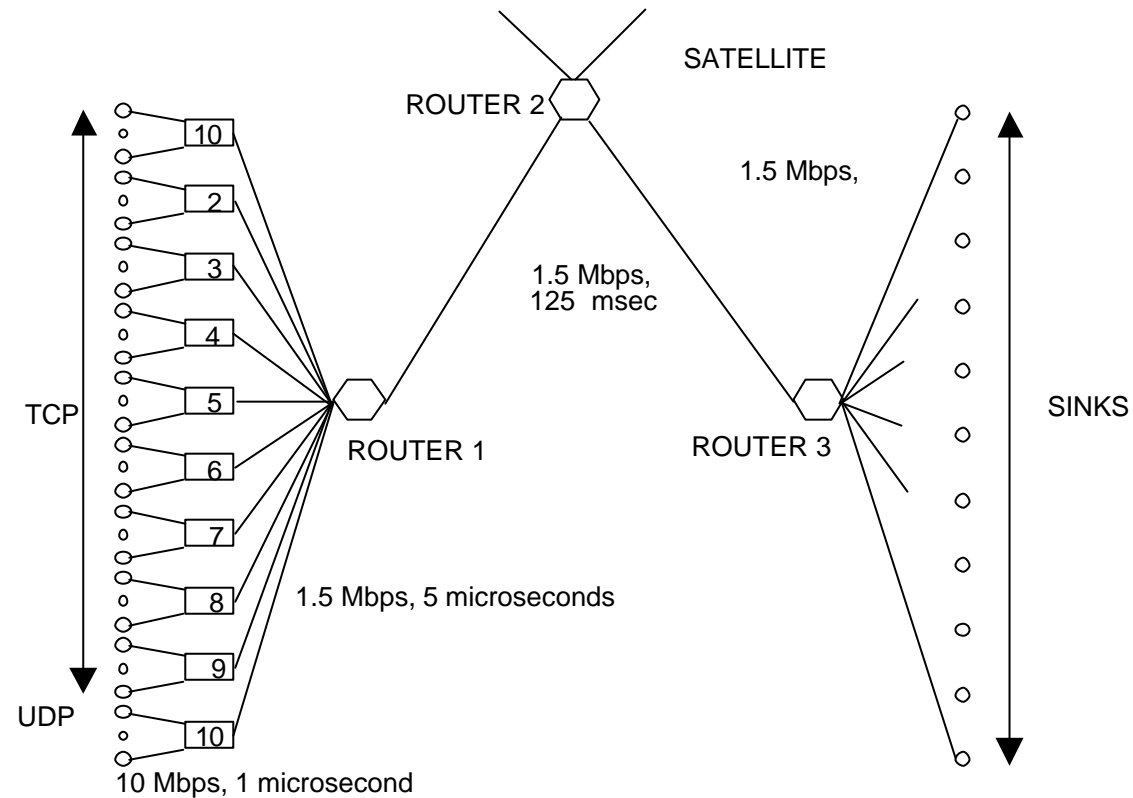 SATELLITE
ROUTER 2
10
1.5 Mbps,
2
3
1.5 Mbps,
125 msec
4
TCP
5
SINKS
ROUTER 1
ROUTER 3
6
7
8
1.5 Mbps, 5 microseconds
9
UDP
10
10 Mbps, 1 microsecond